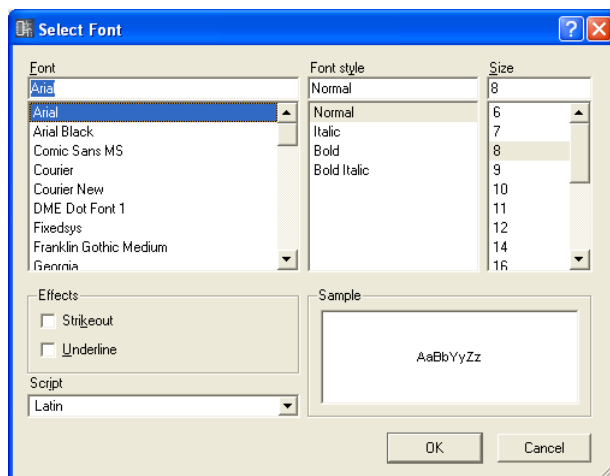 Select Font
Font
Arial
Arial
Arial Black
Comic Sans MS
Courier
Courier New
DME Dot Font 1
Fixedsys
Franklin Gothic Medium
Georgia
Font style
Normal
Normal
Italic
Bold
Bold Italic
Size
8
6
7
8
9
10
11
12
14
16
Effects
Strikeout
Underline
Script
Latin
Sample
AaBbYyZz
OK
Cancel